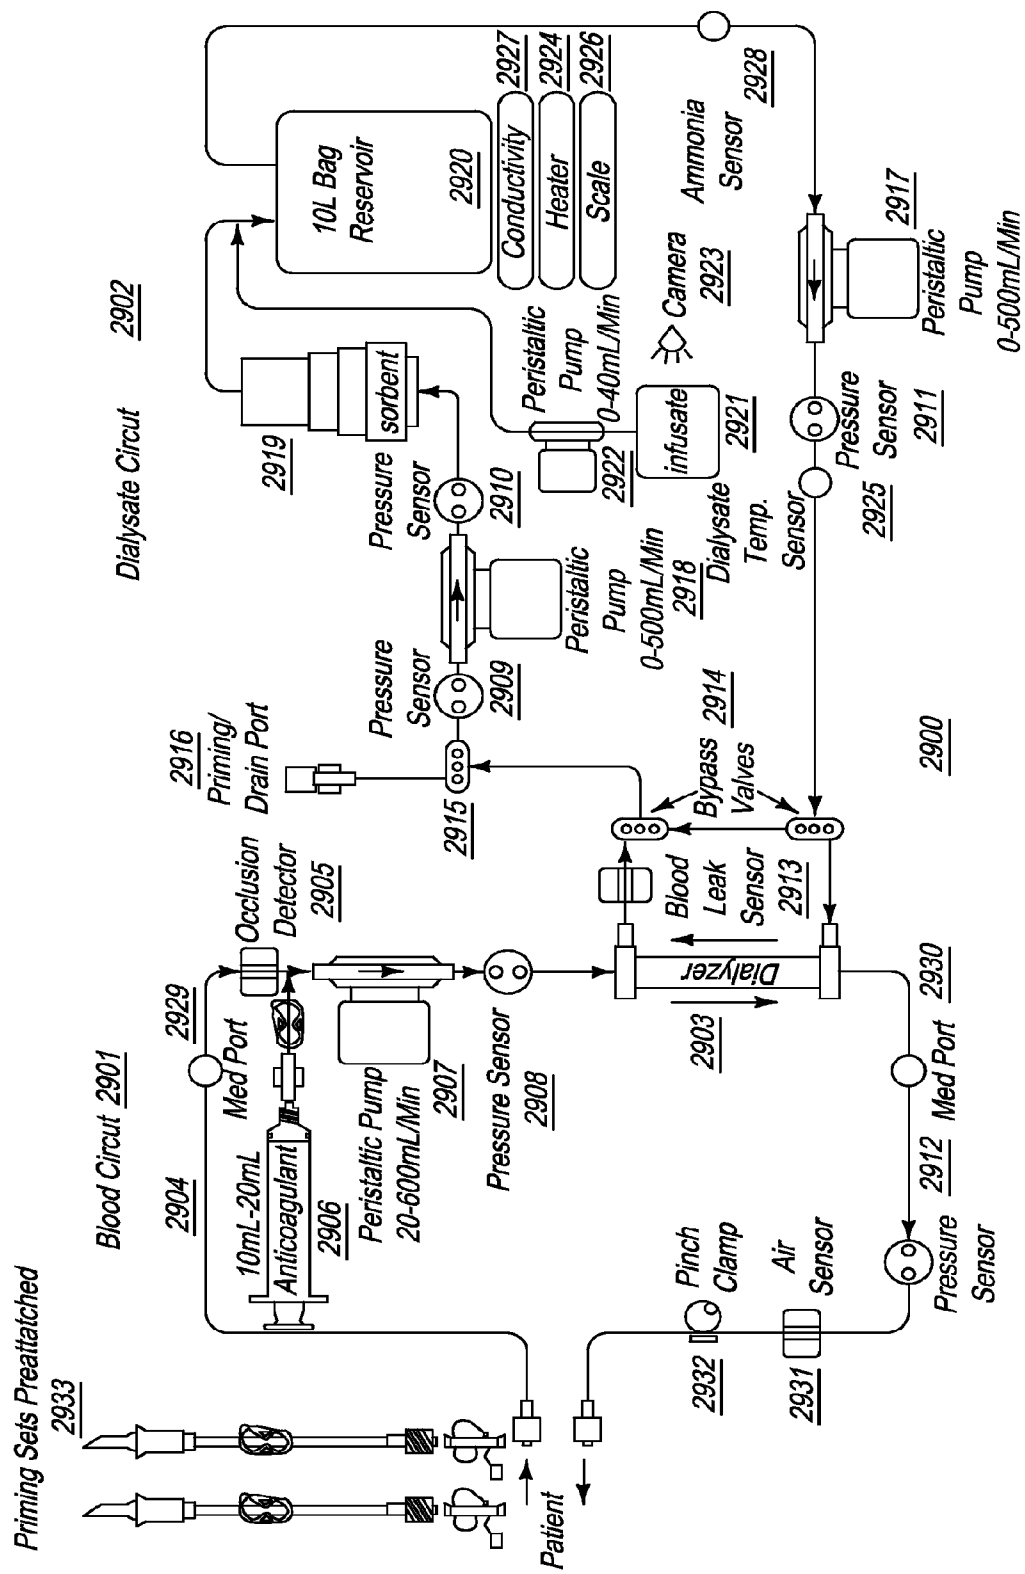 Priming Sets Preattatched
2933
Patient
Blood Circut 2901
2904
2929
Med Port
10mL-20mL
Anticoagulant
2906
Occlusion
Detector
2905
Peristaltic Pump
20-600mL/Min
2907
Pressure Sensor
2908
Dialyzer
2903
Blood
Leak
Sensor
2913
Bypass
Valves
2914
2915
2916
Priming/
Drain Port
Dialysate Circut
2902
Pressure
Sensor
2909
Peristaltic
Pump
0-500mL/Min
2918
Pressure
Sensor
2910
sorbent
2919
10L Bag
Reservoir
2920
Conductivity
2927
Heater
2924
Scale
2926
Peristaltic
Pump
0-40mL/Min
2922
infusate
2921
Camera
2923
Ammonia
Sensor
2928
2917
Peristaltic
Pump
0-500mL/Min
Pressure
Sensor
2911
Dialysate
Temp.
Sensor
2925
2900
2930
Med Port
2912
Pressure
Sensor
Air
Sensor
2931
Pinch
Clamp
2932